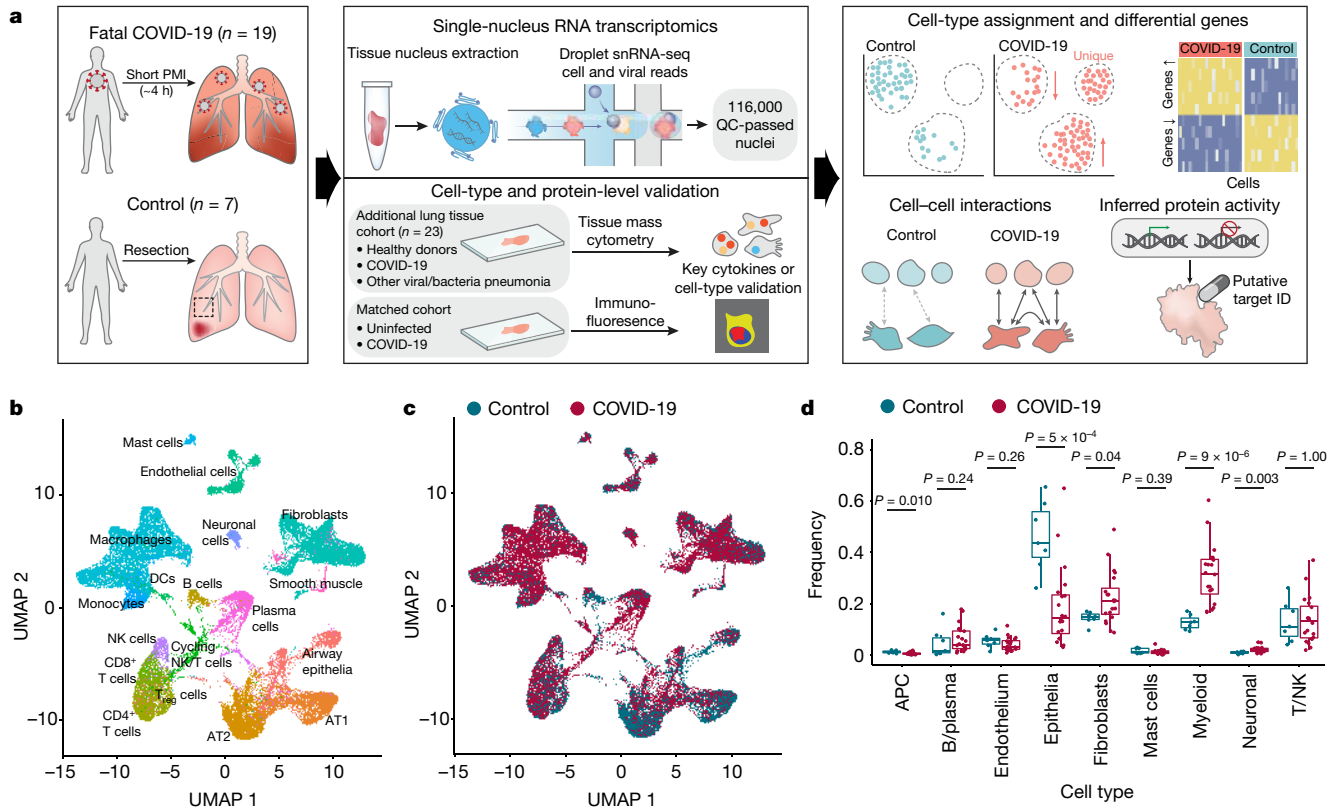 a
Fatal COVID-19 (n = 19)
Short PMI
(~4 h)
Control (n = 7)
Resection
Single-nucleus RNA transcriptomics
Tissue nucleus extraction
Droplet snRNA-seq
cell and viral reads
116,000
QC-passed
nuclei
Cell-type and protein-level validation
Additional lung tissue
cohort (n = 23)
• Healthy donors
• COVID-19
• Other viral/bacteria pneumonia
Tissue mass
cytometry
Key cytokines or
cell-type validation
Matched cohort
• Uninfected
• COVID-19
Immuno-
fluoresence
Cell-type assignment and differential genes
Control
COVID-19
Unique
COVID-19
Control
Genes ↑
Genes ↓
Cells
Cell–cell interactions
Control
COVID-19
Inferred protein activity
Putative
target ID
b
Mast cells
Endothelial cells
Neuronal
cells
Fibroblasts
Macrophages
DCs
B cells
Smooth muscle
Monocytes
Plasma
cells
NK cells
Cycling
NK/T cells
Airway
epithelia
CD8+
T cells
Treg cells
CD4+
T cells
AT2
AT1
UMAP 2
10
0
−10
−15
−10
−5
0
5
10
UMAP 1
c
Control
COVID-19
UMAP 2
10
0
−10
−15
−10
−5
0
5
10
UMAP 1
d
Control
COVID-19
Frequency
0.8
0.6
0.4
0.2
0
P = 0.010
P = 0.24
P = 0.26
P = 5 × 10−4
P = 0.04
P = 0.39
P = 9 × 10−6
P = 0.003
P = 1.00
APC
B/plasma
Endothelium
Epithelia
Fibroblasts
Mast cells
Myeloid
Neuronal
T/NK
Cell type